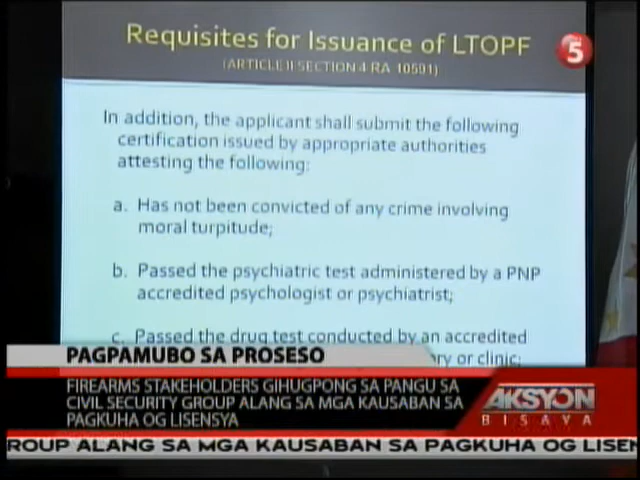 Requisites for Issuance of LTOPF
(ARTICLE II SECTION 4 RA 10591)
5
In addition, the applicant shall submit the following
certification issued by appropriate authorities
attesting the following:
a. Has not been convicted of any crime involving
moral turpitude;
b. Passed the psychiatric test administered by a PNP
accredited psychologist or psychiatrist;
c. Passed the drug test conducted by an accredited
or clinic;
PAGPAMUBO SA PROSESO
FIREARMS STAKEHOLDERS GIHUGPONG SA PANGU SA
CIVIL SECURITY GROUP ALANG SA MGA KAUSABAN SA
PAGKUHA OG LISENSYA
AKSYON
BISAYA
ROUP ALANG SA MGA KAUSABAN SA PAGKUHA OG LISEN